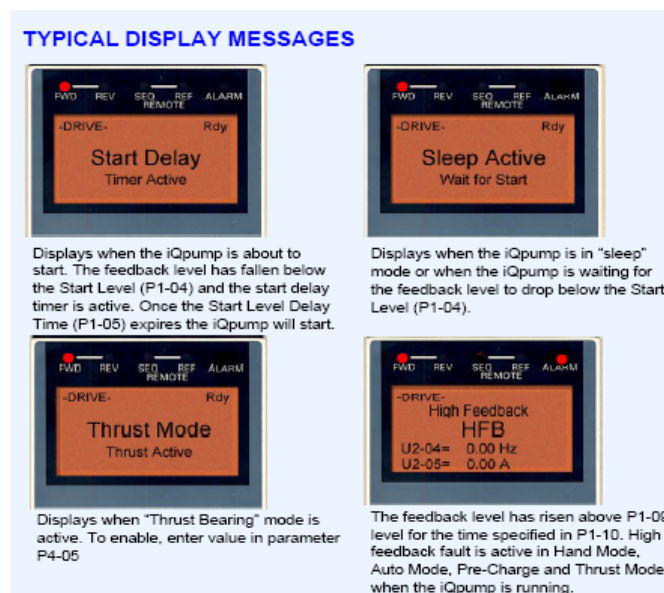 TYPICAL DISPLAY MESSAGES
FWD REV SEQ REF ALARM
REMOTE
-DRIVE- Rdy
Start Delay
Timer Active
Displays when the iQpump is about to
start. The feedback level has fallen below
the Start Level (P1-04) and the start delay
timer is active. Once the Start Level Delay
Time (P1-05) expires the iQpump will start.
FWD REV SEQ REF ALARM
REMOTE
-DRIVE- Rdy
Sleep Active
Wait for Start
Displays when the iQpump is in "sleep"
mode or when the iQpump is waiting for
the feedback level to drop below the Start
Level (P1-04).
FWD REV SEQ REF ALARM
REMOTE
-DRIVE- Rdy
Thrust Mode
Thrust Active
Displays when "Thrust Bearing" mode is
active. To enable, enter value in parameter
P4-05
FWD REV SEQ REF ALARM
REMOTE
-DRIVE-
High Feedback
HFB
U2-04= 0.00 Hz
U2-05= 0.00 A
The feedback level has risen above P1-09
level for the time specified in P1-10. High
feedback fault is active in Hand Mode,
Auto Mode, Pre-Charge and Thrust Mode
when the iQpump is running.